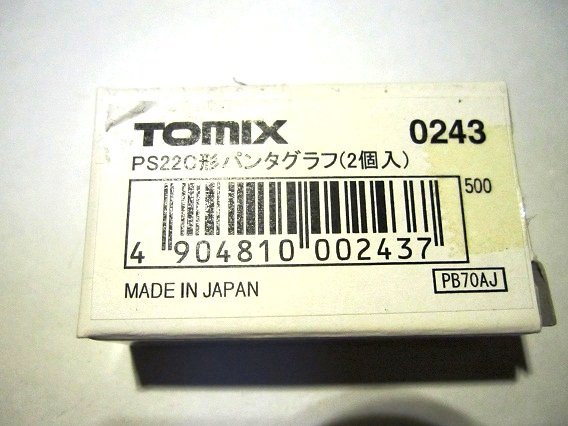 TOMIX 0243
PS22C形パンタグラフ(2個入)
500
4 904810 002437
MADE IN JAPAN
PB70AJ